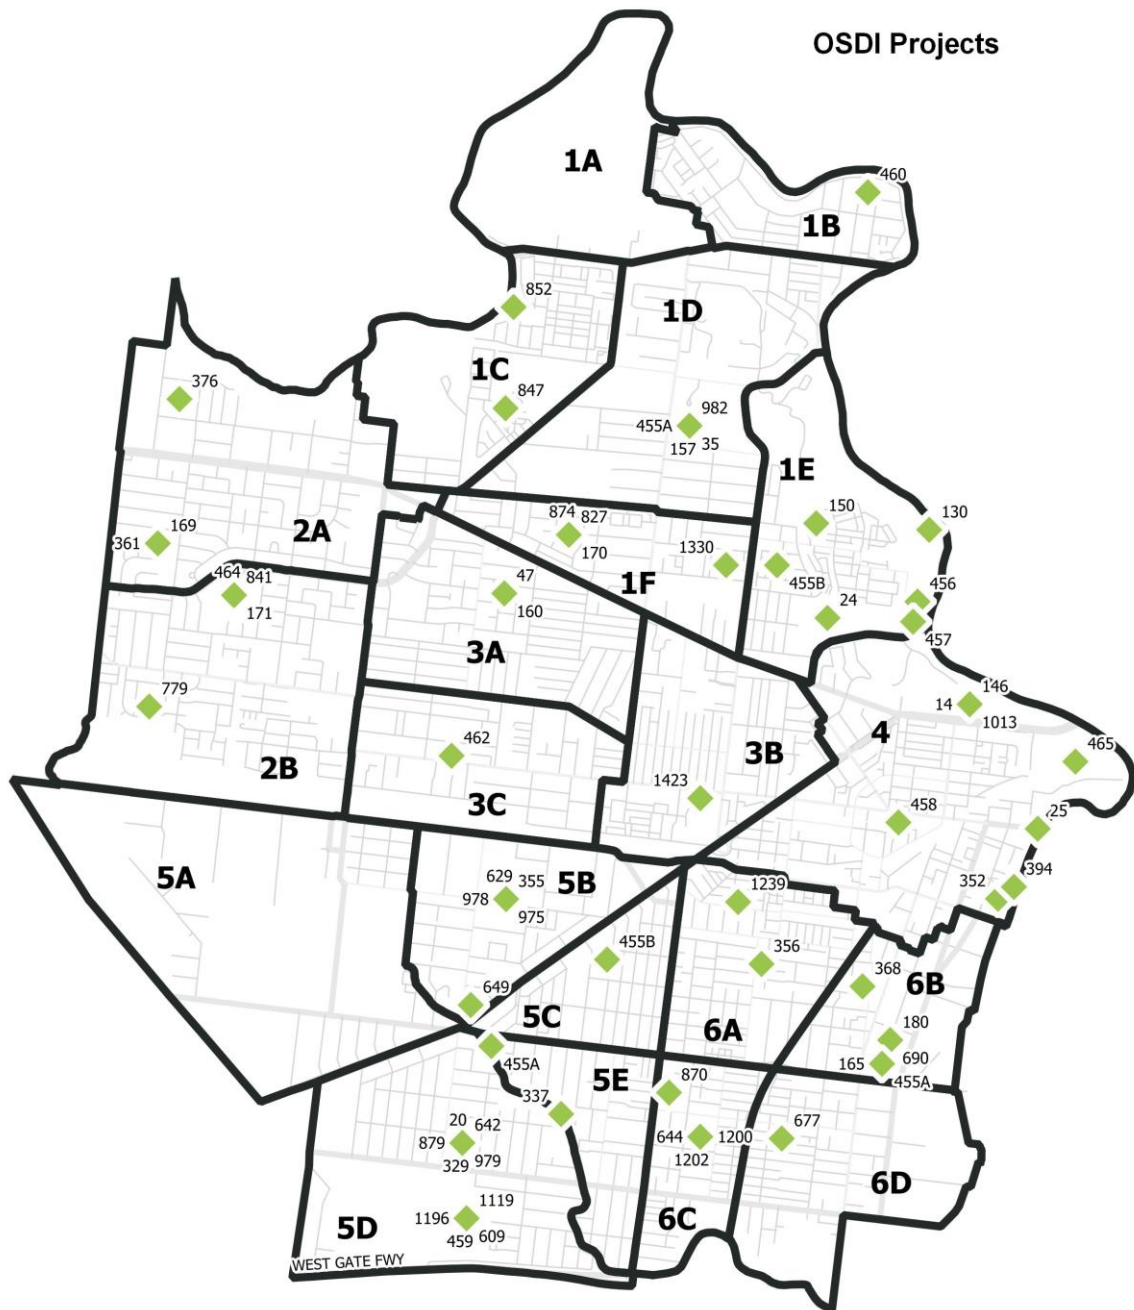 OSDI Projects
1A
460
1B
852
1D
1C
376
847
982
455A
157 35
1E
150
130
169
361
2A
874 827
170
1330
455B
1F
464 841
171
47
160
24
456
457
3A
779
146
14
1013
4
462
3B
465
2B
3C
1423
458
25
5A
629 355
978
975
5B
1239
352
394
455B
356
368
6B
649
5C
6A
180
165
690
455A
455A
5E
870
337
20
642
879
329 979
644
1200
1202
677
6D
1119
1196
459 609
5D
6C
WEST GATE FWY